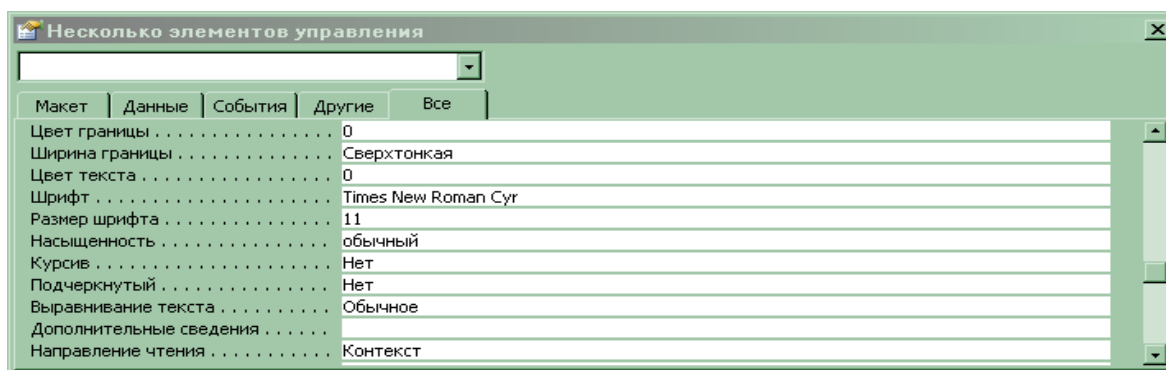 Несколько элементов управления
Макет Данные События Другие Все
Цвет границы . . . . . . . . . . . . . . . . 0
Ширина границы . . . . . . . . . . . . . . Сверхтонкая
Цвет текста . . . . . . . . . . . . . . . . . 0
Шрифт . . . . . . . . . . . . . . . . . . . . . Times New Roman Cyr
Размер шрифта . . . . . . . . . . . . . . . 11
Насыщенность . . . . . . . . . . . . . . . обычный
Курсив . . . . . . . . . . . . . . . . . . . . . Нет
Подчеркнутый . . . . . . . . . . . . . . . Нет
Выравнивание текста . . . . . . . . . . Обычное
Дополнительные сведения . . . . . .
Направление чтения . . . . . . . . . . . Контекст